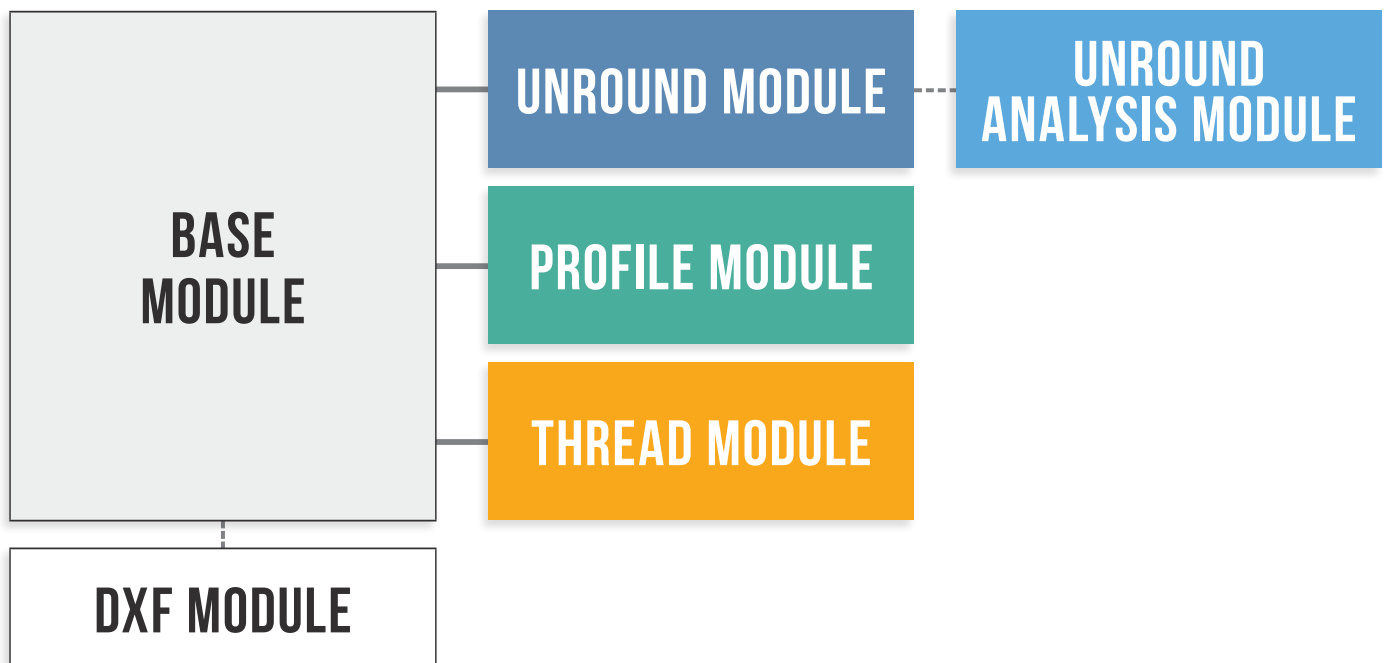 BASE
MODULE
UNROUND MODULE
UNROUND
ANALYSIS MODULE
PROFILE MODULE
THREAD MODULE
DXF MODULE